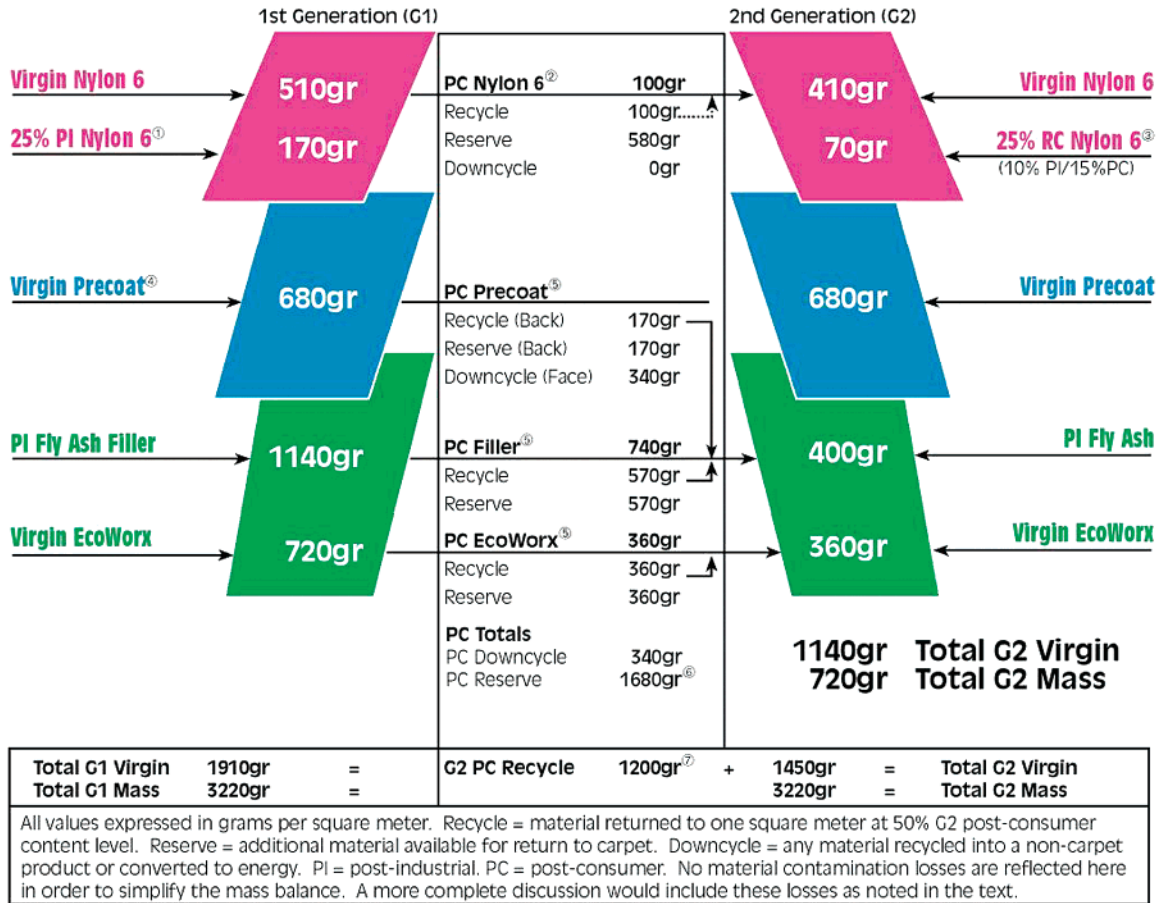 1st Generation (G1)
2nd Generation (G2)
Virgin Nylon 6
510gr
PC Nylon 6② 100gr
410gr
Virgin Nylon 6
25% PI Nylon 6①
170gr
Recycle 100gr
Reserve 580gr
Downcycle 0gr
70gr
25% RC Nylon 6③
(10% PI/15%PC)
Virgin Precoat④
680gr
PC Precoat⑤
Recycle (Back) 170gr
Reserve (Back) 170gr
Downcycle (Face) 340gr
680gr
Virgin Precoat
PI Fly Ash Filler
1140gr
PC Filler⑤ 740gr
Recycle 570gr
Reserve 570gr
400gr
PI Fly Ash
Virgin EcoWorx
720gr
PC EcoWorx⑤ 360gr
Recycle 360gr
Reserve 360gr
360gr
Virgin EcoWorx
PC Totals
PC Downcycle 340gr
PC Reserve 1680gr⑥
1140gr Total G2 Virgin
720gr Total G2 Mass
Total G1 Virgin 1910gr = G2 PC Recycle 1200gr⑦ + 1450gr = Total G2 Virgin
Total G1 Mass 3220gr = 3220gr = Total G2 Mass
All values expressed in grams per square meter. Recycle = material returned to one square meter at 50% G2 post-consumer
content level. Reserve = additional material available for return to carpet. Downcycle = any material recycled into a non-carpet
product or converted to energy. PI = post-industrial. PC = post-consumer. No material contamination losses are reflected here
in order to simplify the mass balance. A more complete discussion would include these losses as noted in the text.